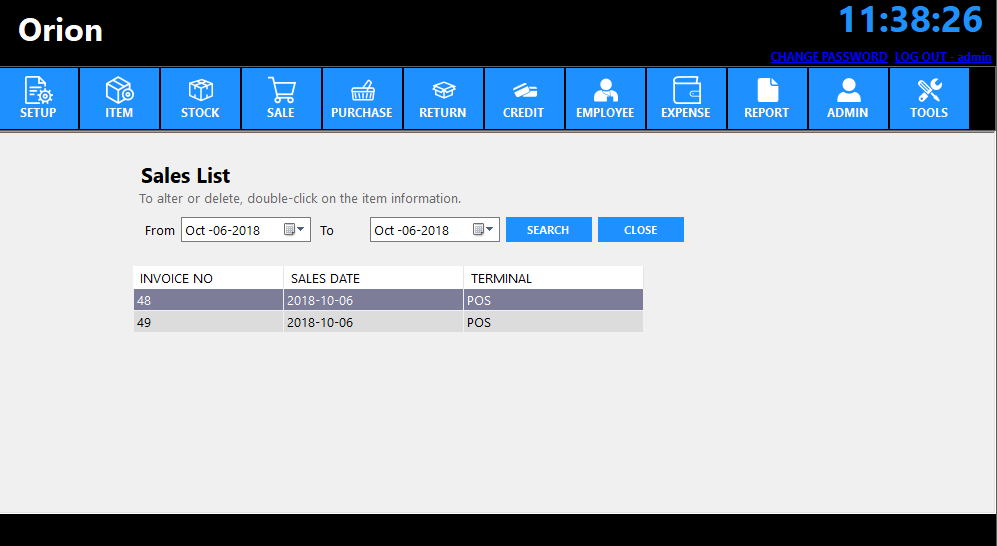 Orion
11:38:26
CHANGE PASSWORD LOG OUT - admin
SETUP ITEM STOCK SALE PURCHASE RETURN CREDIT EMPLOYEE EXPENSE REPORT ADMIN TOOLS
Sales List
To alter or delete, double-click on the item information.
From Oct -06-2018 To Oct -06-2018 SEARCH CLOSE
INVOICE NO SALES DATE TERMINAL
48 2018-10-06 POS
49 2018-10-06 POS